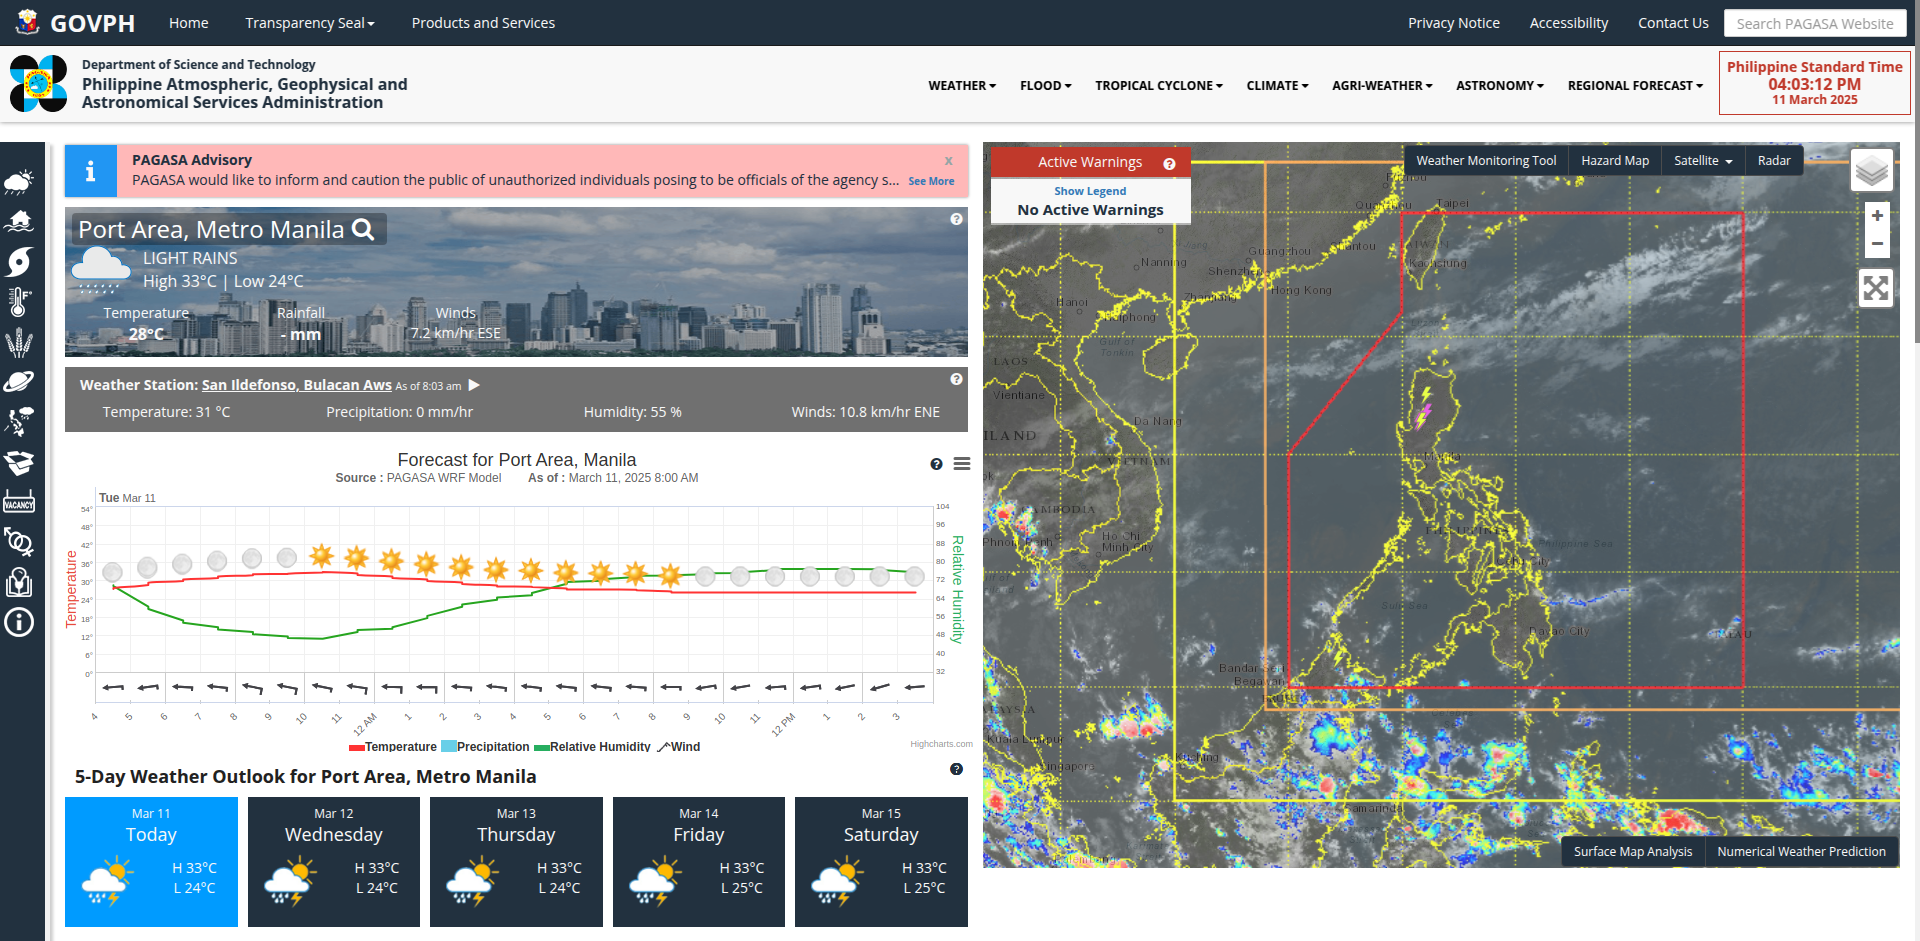 GOVPH
Home
Transparency Seal
Products and Services
Privacy Notice
Accessibility
Contact Us
Search PAGASA Website
Department of Science and Technology
Philippine Atmospheric, Geophysical and
Astronomical Services Administration
WEATHER
FLOOD
TROPICAL CYCLONE
CLIMATE
AGRI-WEATHER
ASTRONOMY
REGIONAL FORECAST
Philippine Standard Time
04:03:12 PM
11 March 2025
VACANCY
PAGASA Advisory
x
PAGASA would like to inform and caution the public of unauthorized individuals posing to be officials of the agency s...
See More
Port Area, Metro Manila
LIGHT RAINS
High 33°C | Low 24°C
Temperature
Rainfall
Winds
28°C
- mm
7.2 km/hr ESE
Weather Station: San Ildefonso, Bulacan Aws As of 8:03 am
Temperature: 31 °C
Precipitation: 0 mm/hr
Humidity: 55 %
Winds: 10.8 km/hr ENE
Forecast for Port Area, Manila
Source : PAGASA WRF Model As of : March 11, 2025 8:00 AM
Tue Mar 11
Temperature
54°
48°
42°
36°
30°
24°
18°
12°
6°
0°
104
96
88
80
72
64
56
48
40
32
Relative Humidity
4
5
6
7
8
9
10
11
12 AM
1
2
3
4
5
6
7
8
9
10
11
12 PM
1
2
3
Temperature
Precipitation
Relative Humidity
Wind
Highcharts.com
5-Day Weather Outlook for Port Area, Metro Manila
Mar 11
Today
H 33°C
L 24°C
Mar 12
Wednesday
H 33°C
L 24°C
Mar 13
Thursday
H 33°C
L 24°C
Mar 14
Friday
H 33°C
L 25°C
Mar 15
Saturday
H 33°C
L 25°C
Active Warnings
Show Legend
No Active Warnings
Weather Monitoring Tool
Hazard Map
Satellite
Radar
+
−
Taipei
Guangzhou
Nanning
Shenzhen
Hong Kong
Kaohsiung
Hanoi
Haiphong
Gulf of
Tonkin
LAOS
Vientiane
Da Nang
ILAND
VIETNAM
CAMBODIA
Phnom Penh
Ho Chi
Minh City
Manila
Philippine Sea
Sulu Sea
Davao City
Bandar Seri
Begawan
Kuala Lumpur
Singapore
Kuching
Samarinda
Surface Map Analysis
Numerical Weather Prediction